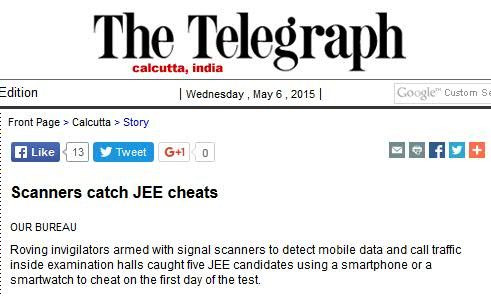 The Telegraph
calcutta, india
Edition
| Wednesday , May 6 , 2015 |
Google™ Custom Se
Front Page > Calcutta > Story
Like 13 Tweet G+1 0
Scanners catch JEE cheats
OUR BUREAU
Roving invigilators armed with signal scanners to detect mobile data and call traffic
inside examination halls caught five JEE candidates using a smartphone or a
smartwatch to cheat on the first day of the test.